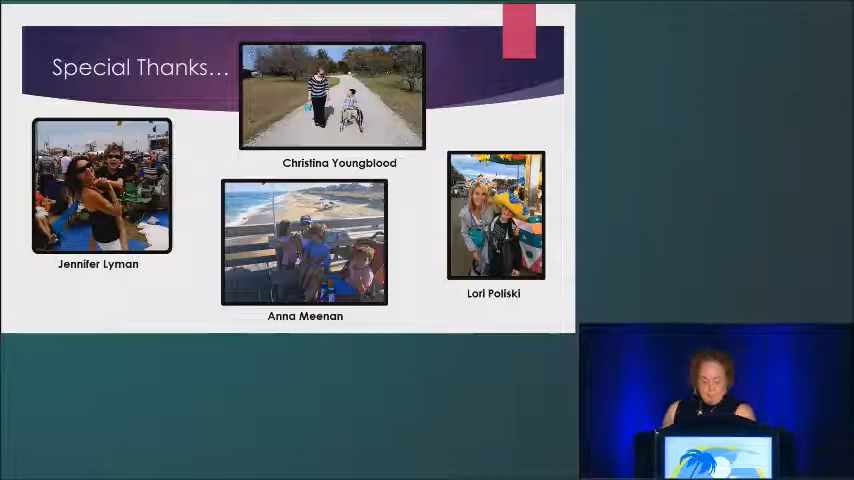 Special Thanks...
Christina Youngblood
Jennifer Lyman
Lori Poliski
Anna Meenan